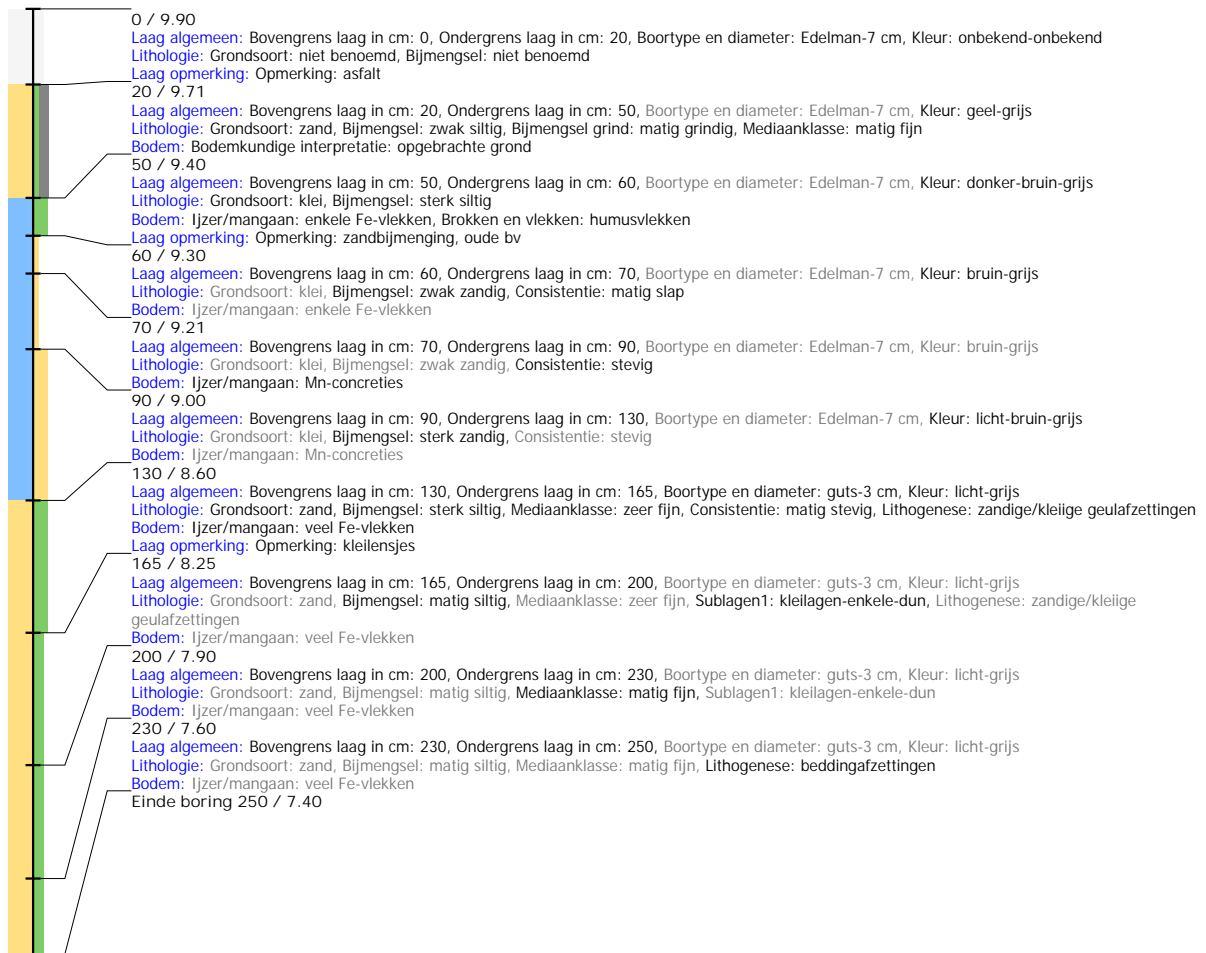 0 / 9.90
Laag algemeen: Bovengrens laag in cm: 0, Ondergrens laag in cm: 20, Boortype en diameter: Edelman-7 cm, Kleur: onbekend-onbekend
Lithologie: Grondsoort: niet benoemd, Bijmengsel: niet benoemd
Laag opmerking: Opmerking: asfalt
20 / 9.71
Laag algemeen: Bovengrens laag in cm: 20, Ondergrens laag in cm: 50, Boortype en diameter: Edelman-7 cm, Kleur: geel-grijs
Lithologie: Grondsoort: zand, Bijmengsel: zwak siltig, Bijmengsel grind: matig grindig, Mediaanklasse: matig fijn
Bodem: Bodemkundige interpretatie: opgebrachte grond
50 / 9.40
Laag algemeen: Bovengrens laag in cm: 50, Ondergrens laag in cm: 60, Boortype en diameter: Edelman-7 cm, Kleur: donker-bruin-grijs
Lithologie: Grondsoort: klei, Bijmengsel: sterk siltig
Bodem: Ijzer/mangaan: enkele Fe-vlekken, Brokken en vlekken: humusvlekken
Laag opmerking: Opmerking: zandbijmenging, oude bv
60 / 9.30
Laag algemeen: Bovengrens laag in cm: 60, Ondergrens laag in cm: 70, Boortype en diameter: Edelman-7 cm, Kleur: bruin-grijs
Lithologie: Grondsoort: klei, Bijmengsel: zwak zandig, Consistentie: matig slap
Bodem: Ijzer/mangaan: enkele Fe-vlekken
70 / 9.21
Laag algemeen: Bovengrens laag in cm: 70, Ondergrens laag in cm: 90, Boortype en diameter: Edelman-7 cm, Kleur: bruin-grijs
Lithologie: Grondsoort: klei, Bijmengsel: zwak zandig, Consistentie: stevig
Bodem: Ijzer/mangaan: Mn-concreties
90 / 9.00
Laag algemeen: Bovengrens laag in cm: 90, Ondergrens laag in cm: 130, Boortype en diameter: Edelman-7 cm, Kleur: licht-bruin-grijs
Lithologie: Grondsoort: klei, Bijmengsel: sterk zandig, Consistentie: stevig
Bodem: Ijzer/mangaan: Mn-concreties
130 / 8.60
Laag algemeen: Bovengrens laag in cm: 130, Ondergrens laag in cm: 165, Boortype en diameter: guts-3 cm, Kleur: licht-grijs
Lithologie: Grondsoort: zand, Bijmengsel: sterk siltig, Mediaanklasse: zeer fijn, Consistentie: matig stevig, Lithogenese: zandige/kleiige geulafzettingen
Bodem: Ijzer/mangaan: veel Fe-vlekken
Laag opmerking: Opmerking: kleilensjes
165 / 8.25
Laag algemeen: Bovengrens laag in cm: 165, Ondergrens laag in cm: 200, Boortype en diameter: guts-3 cm, Kleur: licht-grijs
Lithologie: Grondsoort: zand, Bijmengsel: matig siltig, Mediaanklasse: zeer fijn, Sublagen1: kleilagen-enkele-dun, Lithogenese: zandige/kleiige
geulafzettingen
Bodem: Ijzer/mangaan: veel Fe-vlekken
200 / 7.90
Laag algemeen: Bovengrens laag in cm: 200, Ondergrens laag in cm: 230, Boortype en diameter: guts-3 cm, Kleur: licht-grijs
Lithologie: Grondsoort: zand, Bijmengsel: matig siltig, Mediaanklasse: matig fijn, Sublagen1: kleilagen-enkele-dun
Bodem: Ijzer/mangaan: veel Fe-vlekken
230 / 7.60
Laag algemeen: Bovengrens laag in cm: 230, Ondergrens laag in cm: 250, Boortype en diameter: guts-3 cm, Kleur: licht-grijs
Lithologie: Grondsoort: zand, Bijmengsel: matig siltig, Mediaanklasse: matig fijn, Lithogenese: beddingafzettingen
Bodem: Ijzer/mangaan: veel Fe-vlekken
Einde boring 250 / 7.40